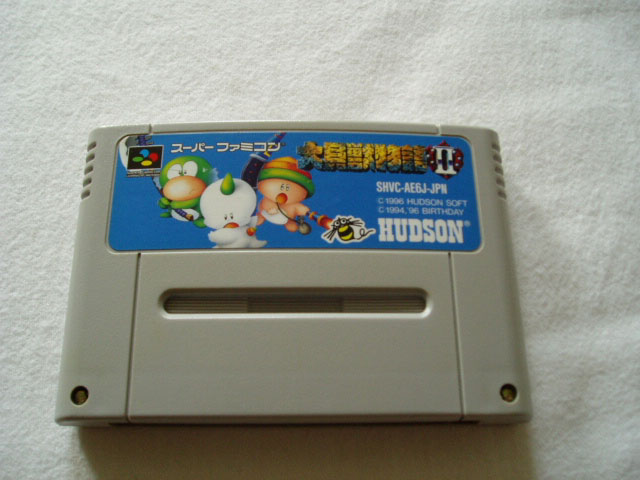 スーパーファミコン
大貝獣物語II
SHVC-AE6J-JPN
©1996 HUDSON SOFT
©1994,'96 BIRTHDAY
HUDSON®